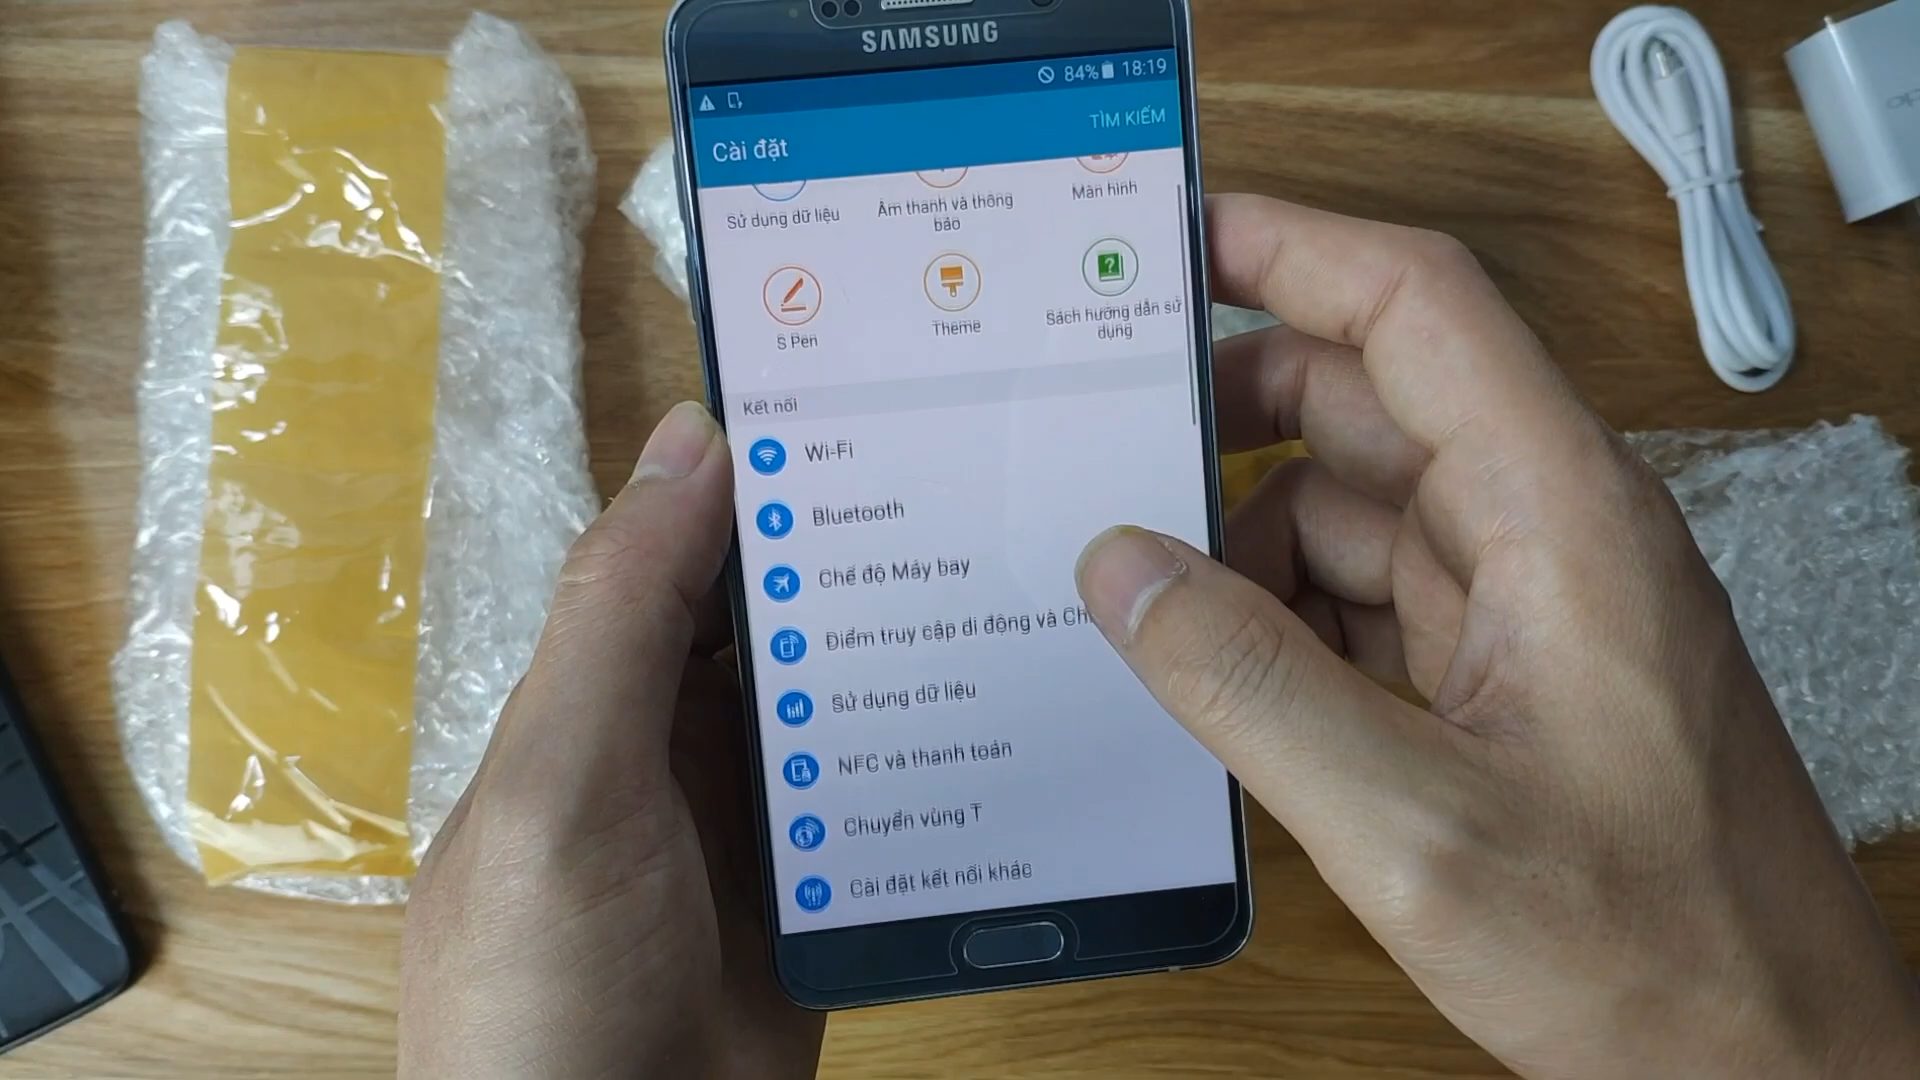 SAMSUNG
84% 18:19
Cài đặt
TÌM KIẾM
Sử dụng dữ liệu
Âm thanh và thông
báo
Màn hình
S Pen
Theme
Sách hướng dẫn sử
dụng
Kết nối
Wi-Fi
Bluetooth
Chế độ Máy bay
Điểm truy cập di động và Ch
Sử dụng dữ liệu
NFC và thanh toán
Chuyển vùng T
Cài đặt kết nối khác